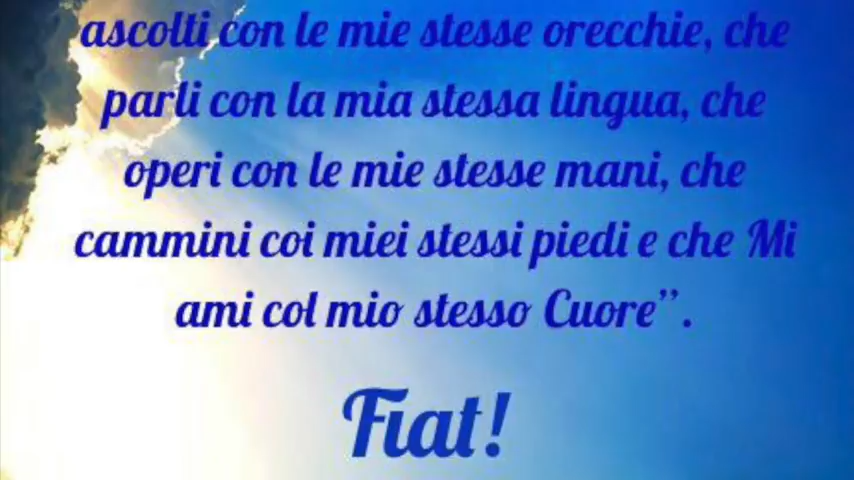 ascolti con le mie stesse orecchie, che
parli con la mia stessa lingua, che
operi con le mie stesse mani, che
cammini coi miei stessi piedi e che Mi
ami col mio stesso Cuore”.
Fiat!